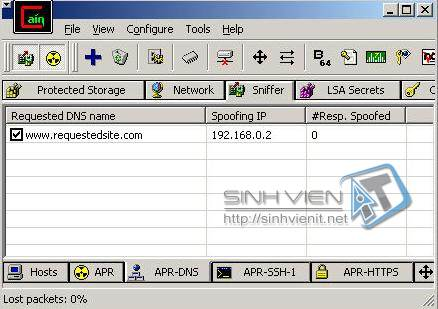 Cain
File View Configure Tools Help
B 64
Protected Storage Network Sniffer LSA Secrets
Requested DNS name Spoofing IP #Resp. Spoofed
www.requestedsite.com 192.168.0.2 0
SINH VIEN IT
http://sinhvienit.net
Hosts APR APR-DNS APR-SSH-1 APR-HTTPS
Lost packets: 0%